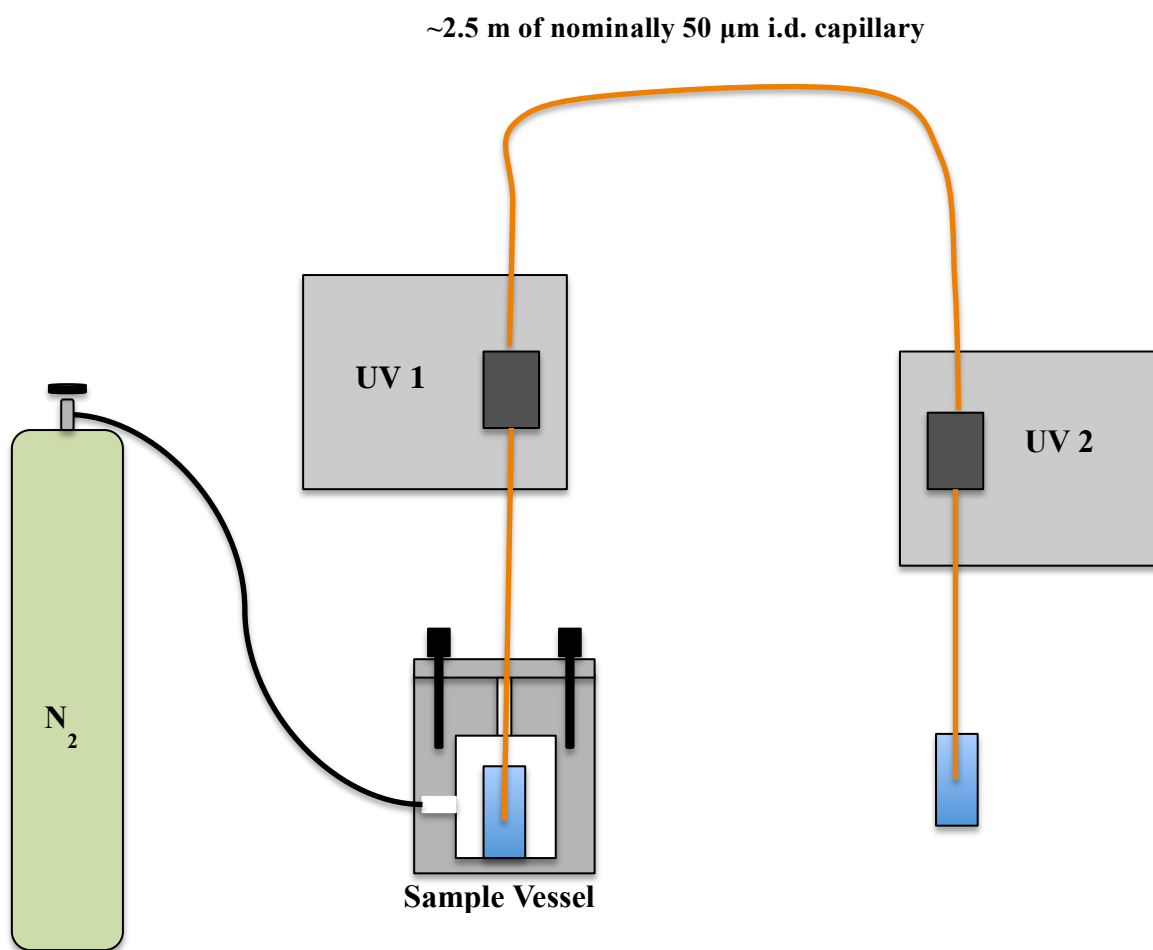 ~2.5 m of nominally 50 μm i.d. capillary
UV 1
UV 2
N₂
Sample Vessel